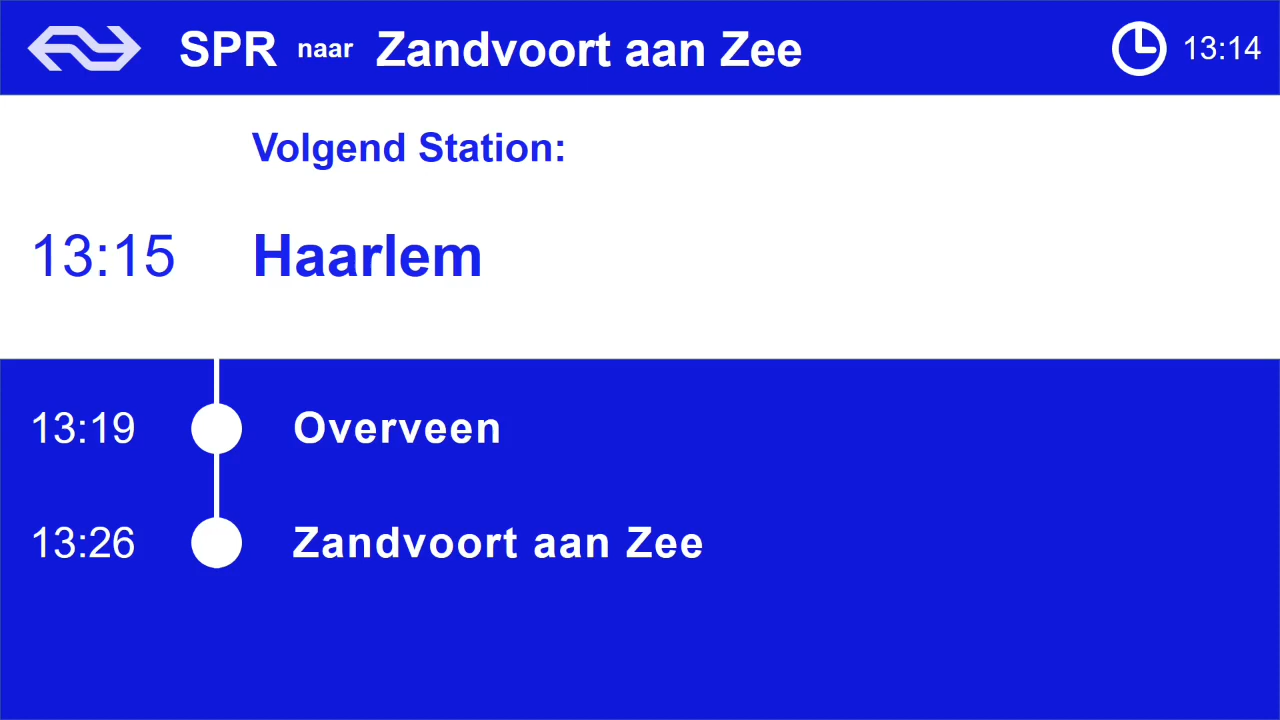 SPR naar Zandvoort aan Zee 13:14
Volgend Station:
13:15 Haarlem
13:19 Overveen
13:26 Zandvoort aan Zee